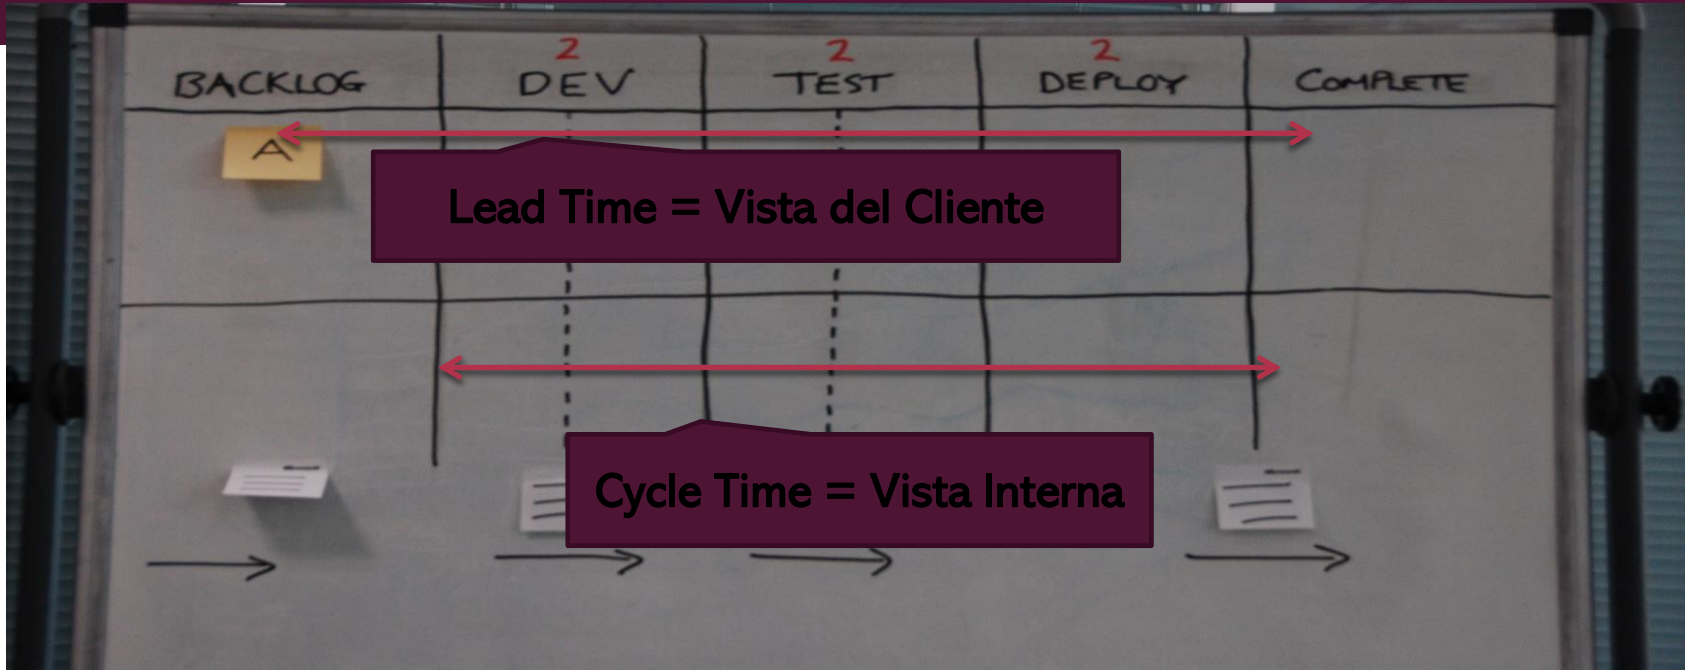 2 2 2
BACKLOG DEV TEST DEPLOY COMPLETE
A
Lead Time = Vista del Cliente
Cycle Time = Vista Interna